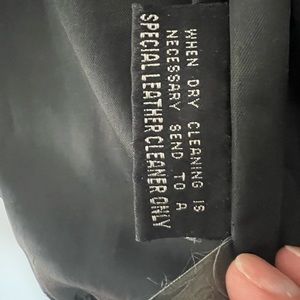 WHEN DRY CLEANING IS
NECESSARY SEND TO A
SPECIAL LEATHER CLEANER ONLY